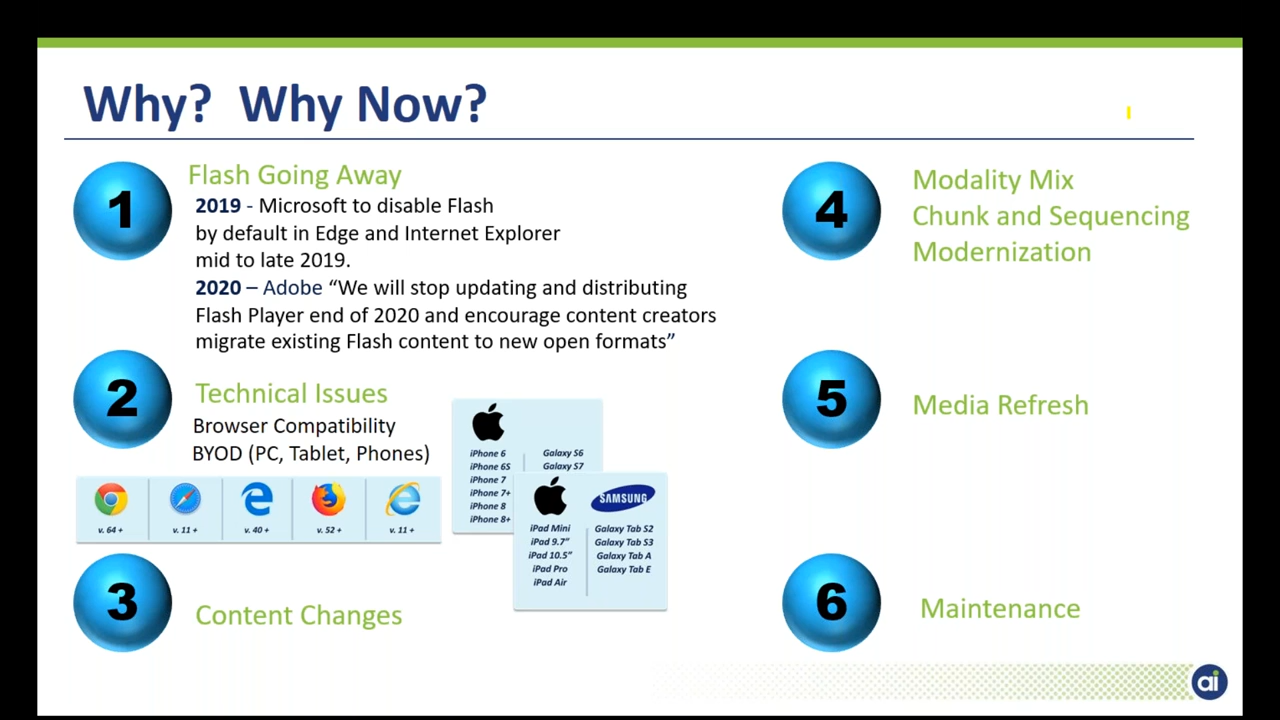 Why?  Why Now?
1
Flash Going Away
2019 - Microsoft to disable Flash
by default in Edge and Internet Explorer
mid to late 2019.
2020 – Adobe “We will stop updating and distributing
Flash Player end of 2020 and encourage content creators
migrate existing Flash content to new open formats”
2
Technical Issues
Browser Compatibility
BYOD (PC, Tablet, Phones)
v. 64 +
v. 11 +
v. 40 +
v. 52 +
v. 11 +
iPhone 6
iPhone 6S
iPhone 7
iPhone 7+
iPhone 8
iPhone 8+
Galaxy S6
Galaxy S7
SAMSUNG
iPad Mini
iPad 9.7”
iPad 10.5”
iPad Pro
iPad Air
Galaxy Tab S2
Galaxy Tab S3
Galaxy Tab A
Galaxy Tab E
3
Content Changes
4
Modality Mix
Chunk and Sequencing
Modernization
5
Media Refresh
6
Maintenance
ai